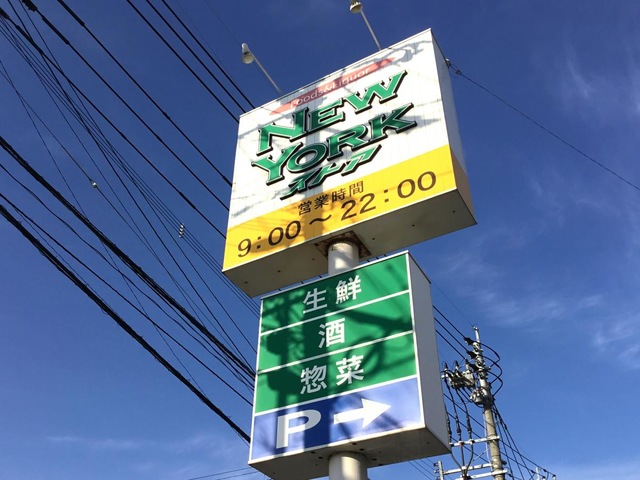 Foods&Liquor
NEW
YORK
ストア
営業時間
9:00～22:00
生鮮
酒
惣菜
P→